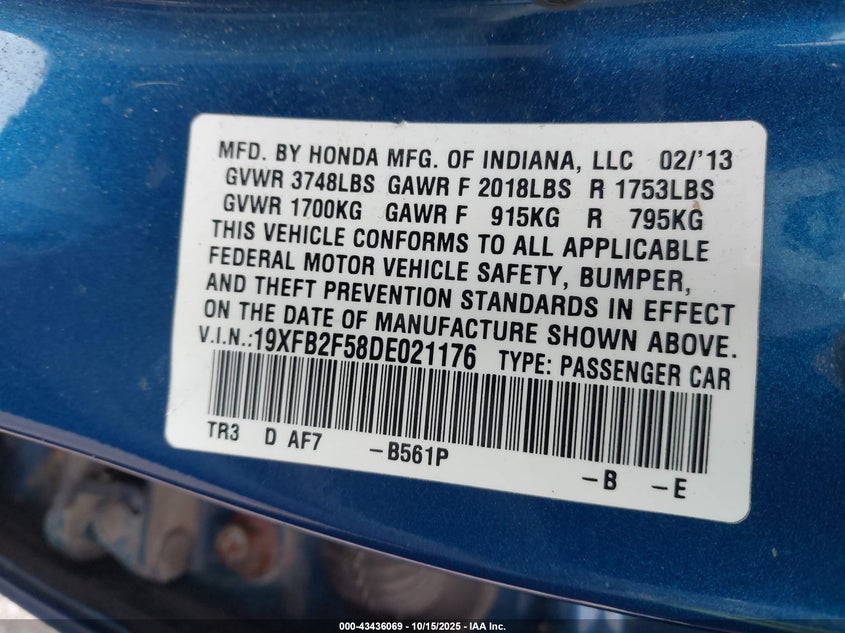 MFD. BY HONDA MFG. OF INDIANA, LLC 02/'13
GVWR 3748LBS GAWR F 2018LBS R 1753LBS
GVWR 1700KG GAWR F 915KG R 795KG
THIS VEHICLE CONFORMS TO ALL APPLICABLE
FEDERAL MOTOR VEHICLE SAFETY, BUMPER,
AND THEFT PREVENTION STANDARDS IN EFFECT
ON THE DATE OF MANUFACTURE SHOWN ABOVE.
V.I.N.:19XFB2F58DE021176 TYPE: PASSENGER CAR
TR3 D AF7 -B561P -B -E
000-43436069 - 10/15/2025 - IAA Inc.